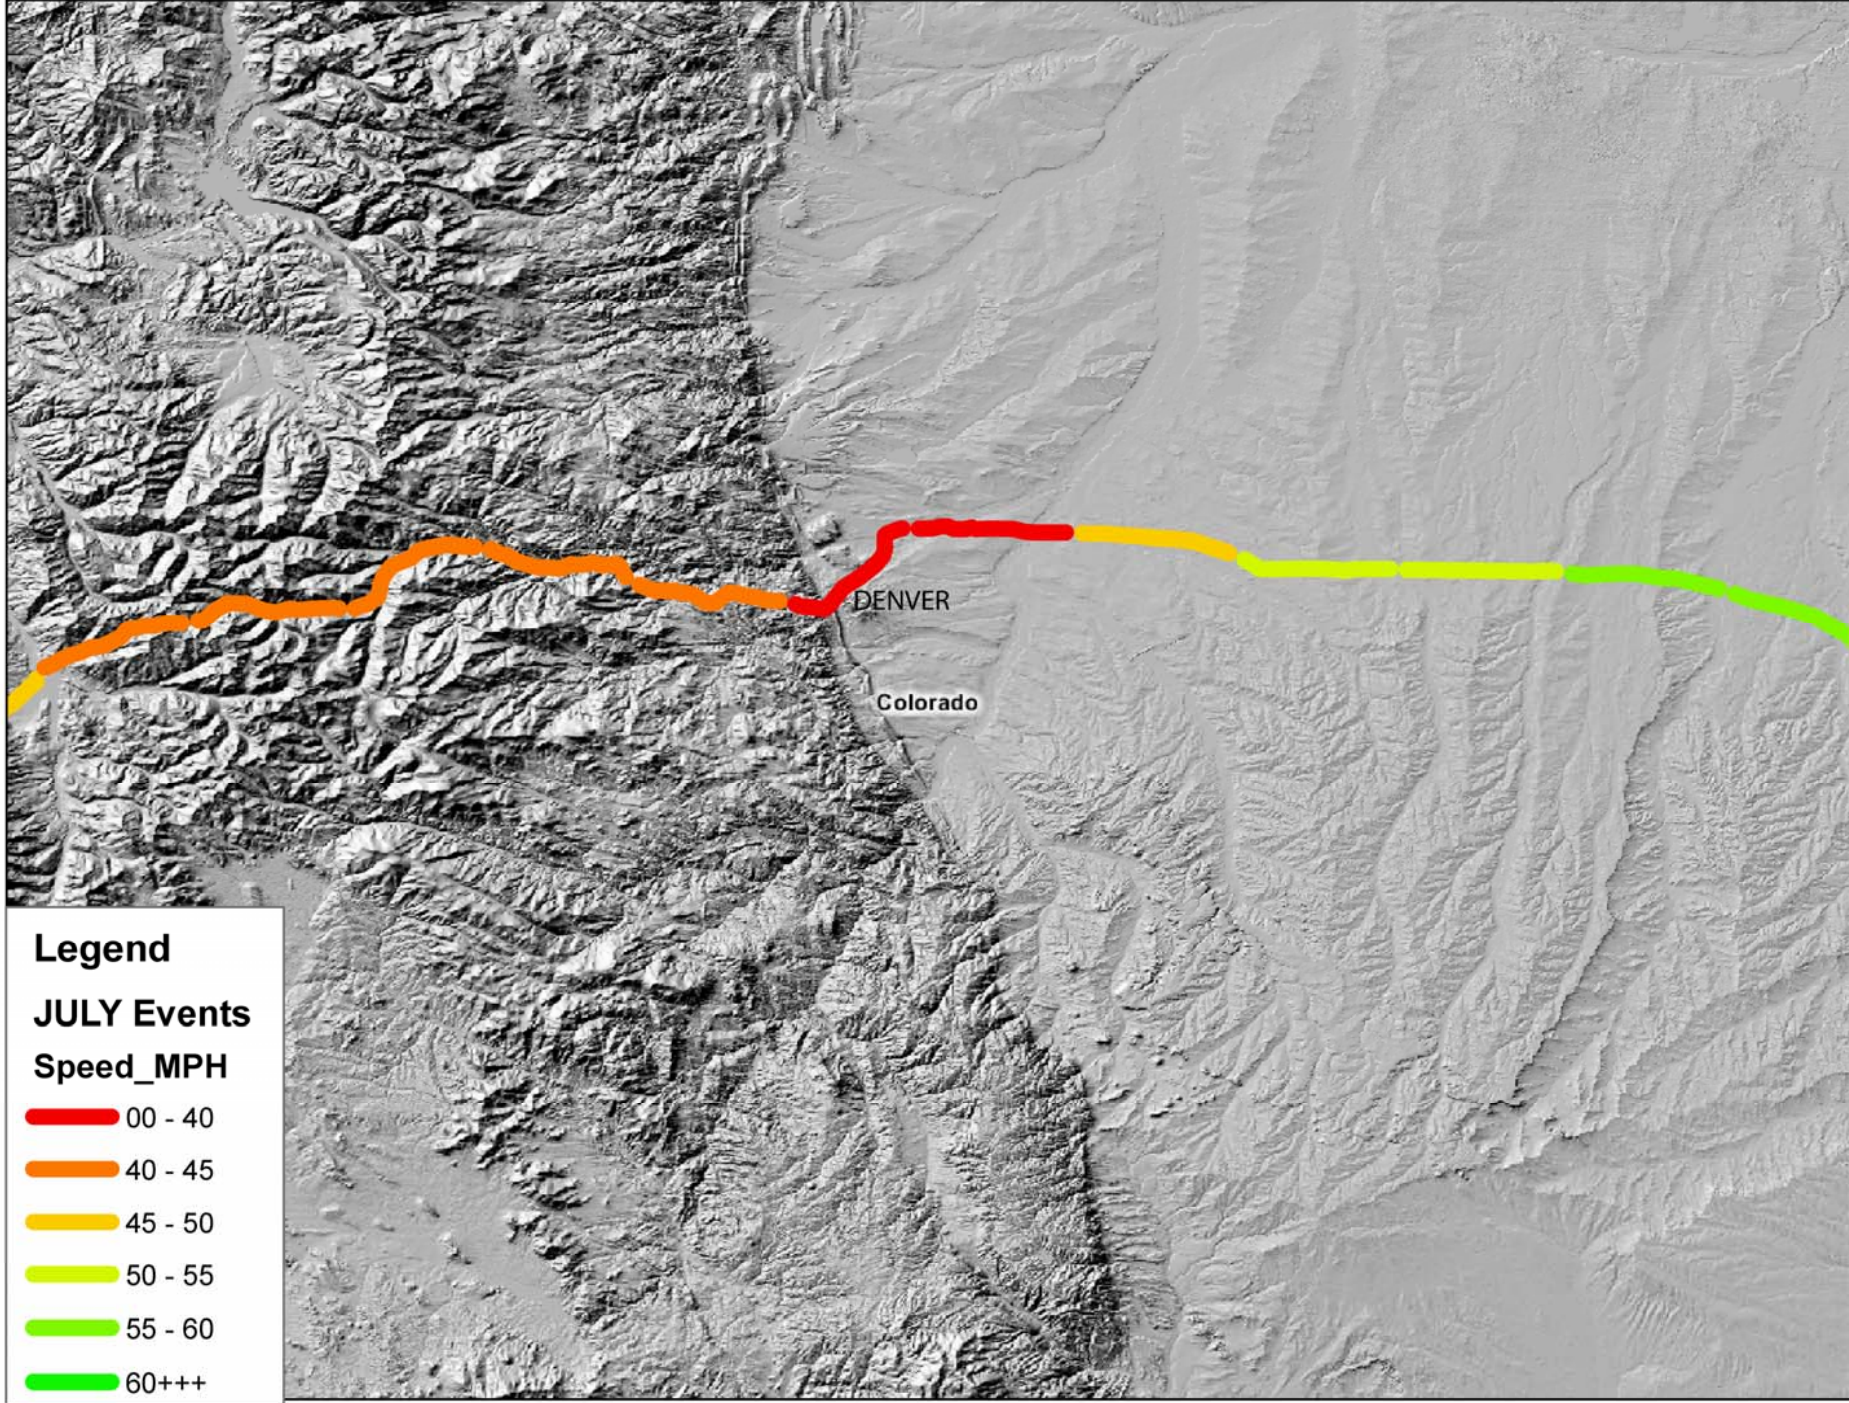 DENVER
Colorado
Legend
JULY Events
Speed_MPH
00 - 40
40 - 45
45 - 50
50 - 55
55 - 60
60+++